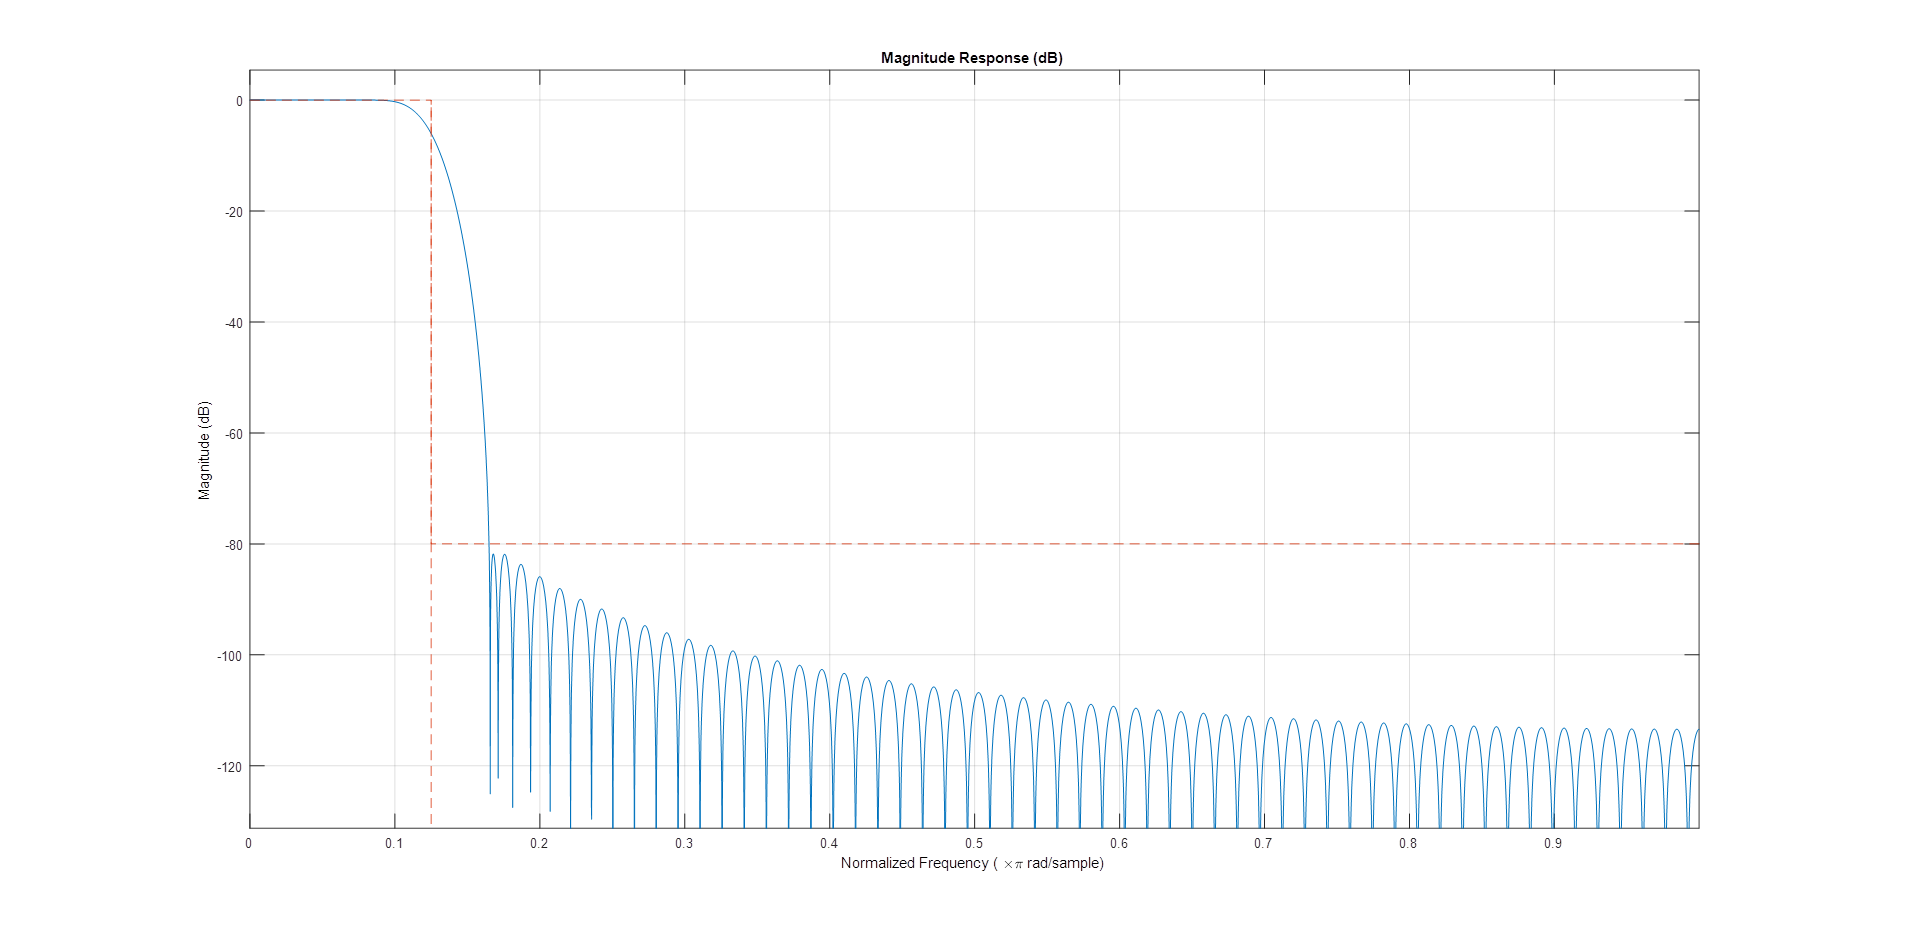 Magnitude Response (dB)
0
-20
-40
-60
-80
-100
-120
Magnitude (dB)
0 0.1 0.2 0.3 0.4 0.5 0.6 0.7 0.8 0.9
Normalized Frequency ( ×π rad/sample)